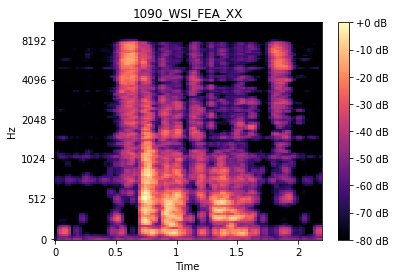 1090_WSI_FEA_XX
8192
4096
2048
1024
512
0
Hz
0
0.5
1
1.5
2
Time
+0 dB
-10 dB
-20 dB
-30 dB
-40 dB
-50 dB
-60 dB
-70 dB
-80 dB